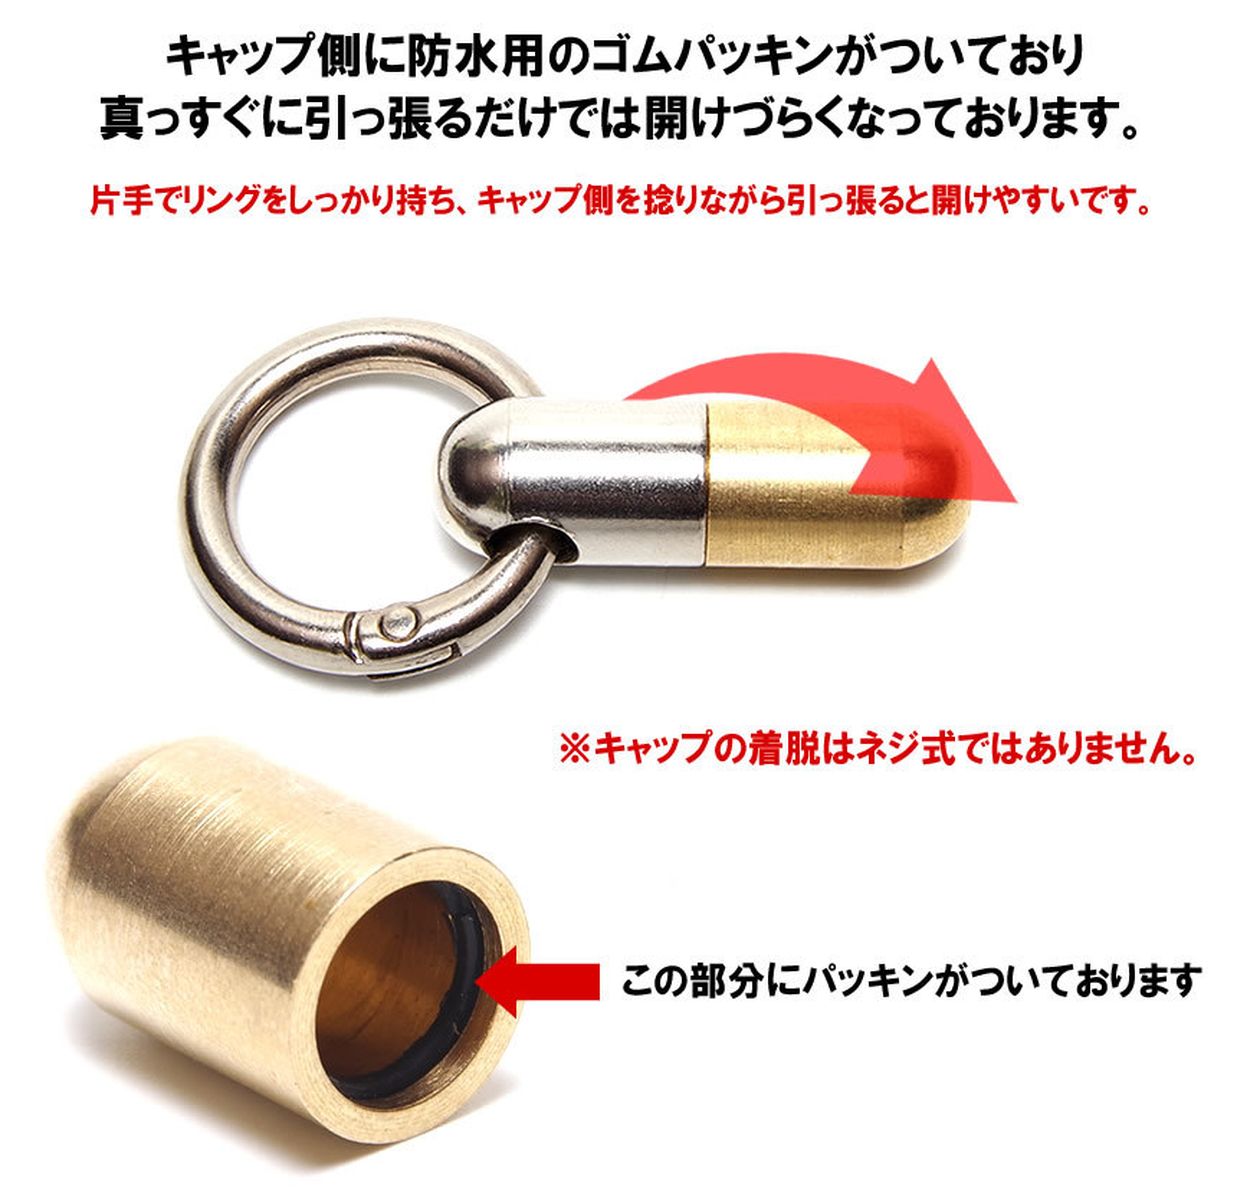 キャップ側に防水用のゴムパッキンがついており
真っすぐに引っ張るだけでは開けづらくなっております。
片手でリングをしっかり持ち、キャップ側を捻りながら引っ張ると開けやすいです。
※キャップの着脱はネジ式ではありません。
この部分にパッキンがついております